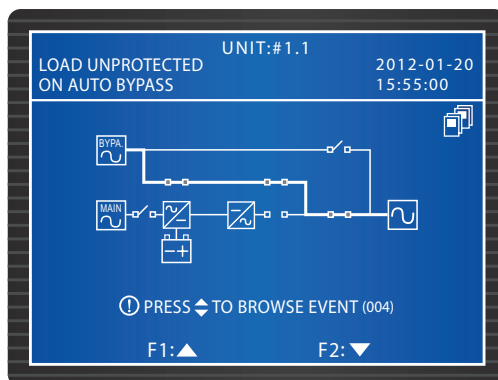 UNIT:#1.1
LOAD UNPROTECTED
ON AUTO BYPASS
2012-01-20
15:55:00
BYPA.
MAIN
PRESS TO BROWSE EVENT (004)
F1: F2: